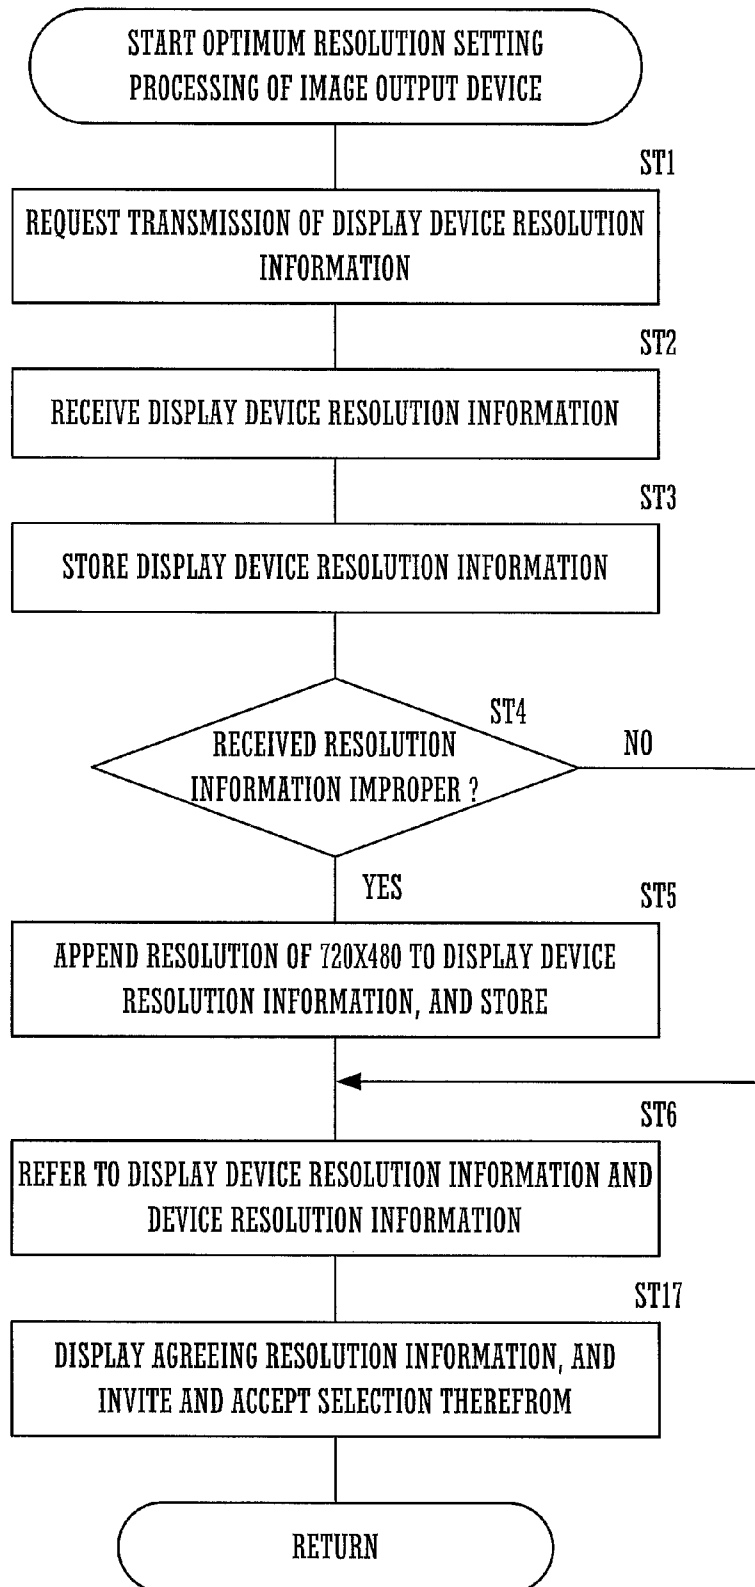 START OPTIMUM RESOLUTION SETTING
PROCESSING OF IMAGE OUTPUT DEVICE
ST1
REQUEST TRANSMISSION OF DISPLAY DEVICE RESOLUTION
INFORMATION
ST2
RECEIVE DISPLAY DEVICE RESOLUTION INFORMATION
ST3
STORE DISPLAY DEVICE RESOLUTION INFORMATION
ST4
RECEIVED RESOLUTION
INFORMATION IMPROPER ?
NO
YES
ST5
APPEND RESOLUTION OF 720X480 TO DISPLAY DEVICE
RESOLUTION INFORMATION, AND STORE
ST6
REFER TO DISPLAY DEVICE RESOLUTION INFORMATION AND
DEVICE RESOLUTION INFORMATION
ST17
DISPLAY AGREEING RESOLUTION INFORMATION, AND
INVITE AND ACCEPT SELECTION THEREFROM
RETURN